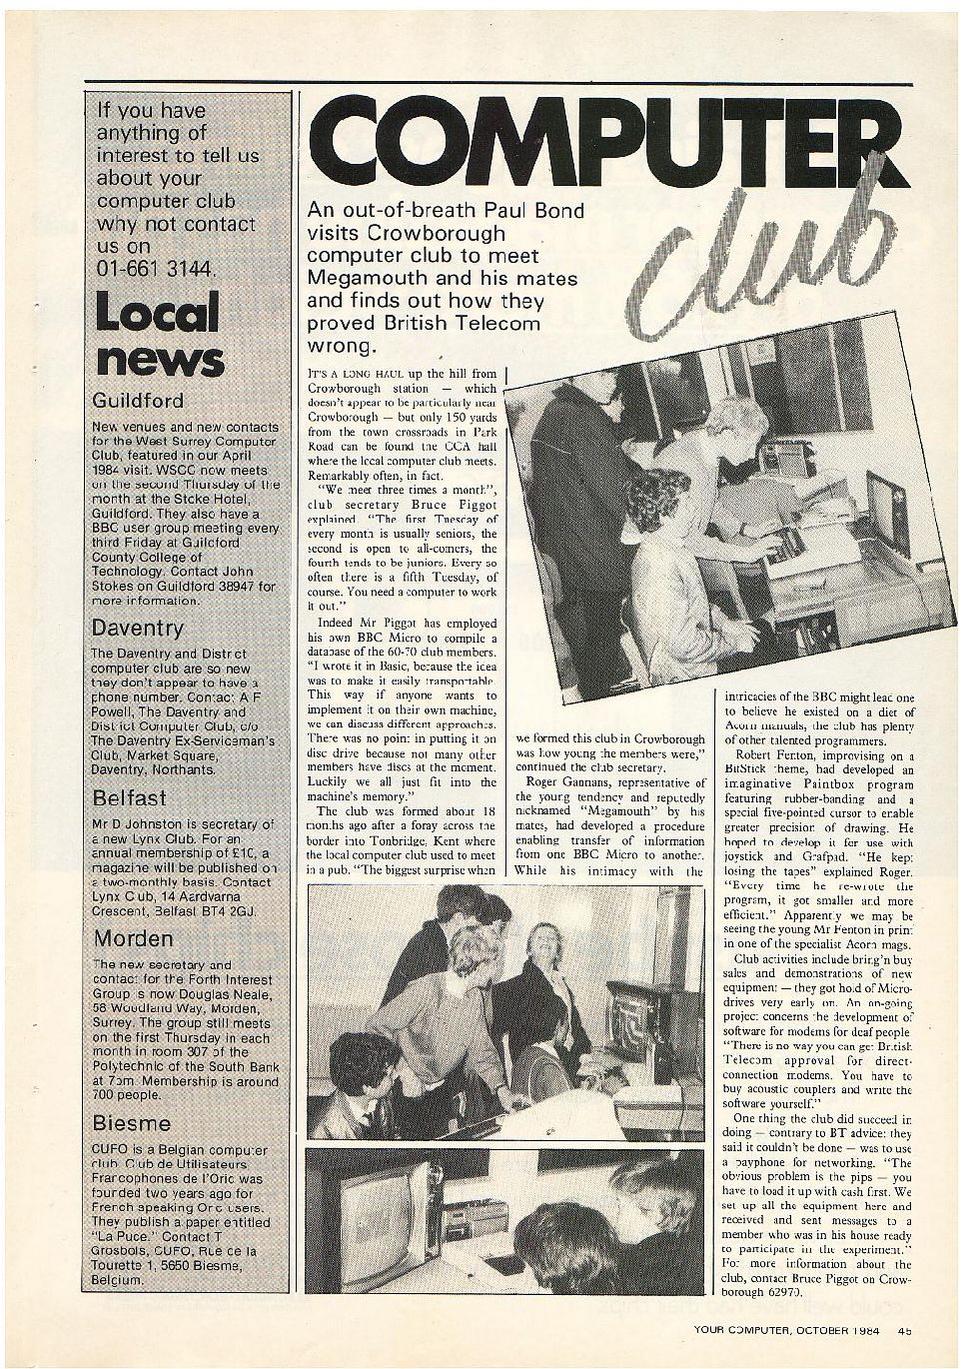 If you have
anything of
interest to tell us
about your
computer club
why not contact
us on
01-661 3144.
Local
news
Guildford
New venues and new contacts
for the West Surrey Computer
Club, featured in our April
1984 visit. WSCC now meets
on the second Thursday of the
month at the Stoke Hotel,
Guildford. They also have a
BBC user group meeting every
third Friday at Guildford
County College of
Technology. Contact John
Stokes on Guildford 38947 for
more information.
Daventry
The Daventry and District
computer club are so new
they don't appear to have a
phone number. Contact A F
Powell, The Daventry and
District Computer Club, c/o
The Daventry Ex-Serviceman's
Club, Market Square,
Daventry, Northants.
Belfast
Mr D Johnston is secretary of
a new Lynx Club. For an
annual membership of £10, a
magazine will be published on
a two-monthly basis. Contact
Lynx Club, 14 Aardvarna
Crescent, Belfast BT4 2GJ.
Morden
The new secretary and
contact for the Forth Interest
Group is now Douglas Neale,
58 Woodland Way, Morden,
Surrey. The group still meets
on the first Thursday in each
month in room 307 of the
Polytechnic of the South Bank
at 7pm. Membership is around
700 people.
Biesme
CUFO is a Belgian computer
club. Club de Utilisateurs
Francophones de l'Oric was
founded two years ago for
French speaking Oric users.
They publish a paper entitled
"La Puce." Contact T
Grosbois, CUFO, Rue de la
Tourette 1, 5650 Biesme,
Belgium.
COMPUTER
club
An out-of-breath Paul Bond
visits Crowborough
computer club to meet
Megamouth and his mates
and finds out how they
proved British Telecom
wrong.
IT'S A LONG HAUL up the hill from
Crowborough station — which
doesn't appear to be particularly near
Crowborough — but only 150 yards
from the town crossroads in Park
Road can be found the CCA hall
where the local computer club meets.
Remarkably often, in fact.
"We meet three times a month",
club secretary Bruce Piggot
explained. "The first Tuesday of
every month is usually seniors, the
second is open to all-comers, the
fourth tends to be juniors. Every so
often there is a fifth Tuesday, of
course. You need a computer to work
it out."
Indeed Mr Piggot has employed
his own BBC Micro to compile a
database of the 60-70 club members.
"I wrote it in Basic, because the idea
was to make it easily transportable.
This way if anyone wants to
implement it on their own machine,
we can discuss different approaches.
There was no point in putting it on
disc drive because not many other
members have discs at the moment.
Luckily we all just fit into the
machine's memory."
The club was formed about 18
months ago after a foray across the
border into Tonbridge, Kent where
the local computer club used to meet
in a pub. "The biggest surprise when
we formed this club in Crowborough
was how young the members were,"
continued the club secretary.
Roger Gannans, representative of
the young tendency and reputedly
nicknamed "Megamouth" by his
mates, had developed a procedure
enabling transfer of information
from one BBC Micro to another.
While his intimacy with the
intricacies of the BBC might lead one
to believe he existed on a diet of
Acorn manuals, the club has plenty
of other talented programmers.
Robert Fenton, improvising on a
BitStick theme, had developed an
imaginative Paintbox program
featuring rubber-banding and a
special five-pointed cursor to enable
greater precision of drawing. He
hoped to develop it for use with
joystick and Grafpad. "He kept
losing the tapes" explained Roger.
"Every time he re-wrote the
program, it got smaller and more
efficient." Apparently we may be
seeing the young Mr Fenton in print
in one of the specialist Acorn mags.
Club activities include bring'n buy
sales and demonstrations of new
equipment — they got hold of Micro-
drives very early on. An on-going
project concerns the development of
software for modems for deaf people.
"There is no way you can get British
Telecom approval for direct-
connection modems. You have to
buy acoustic couplers and write the
software yourself."
One thing the club did succeed in
doing — contrary to BT advice: they
said it couldn't be done — was to use
a payphone for networking. "The
obvious problem is the pips — you
have to load it up with cash first. We
set up all the equipment here and
received and sent messages to a
member who was in his house ready
to participate in the experiment."
For more information about the
club, contact Bruce Piggot on Crow-
borough 62970.
YOUR COMPUTER, OCTOBER 1984 45